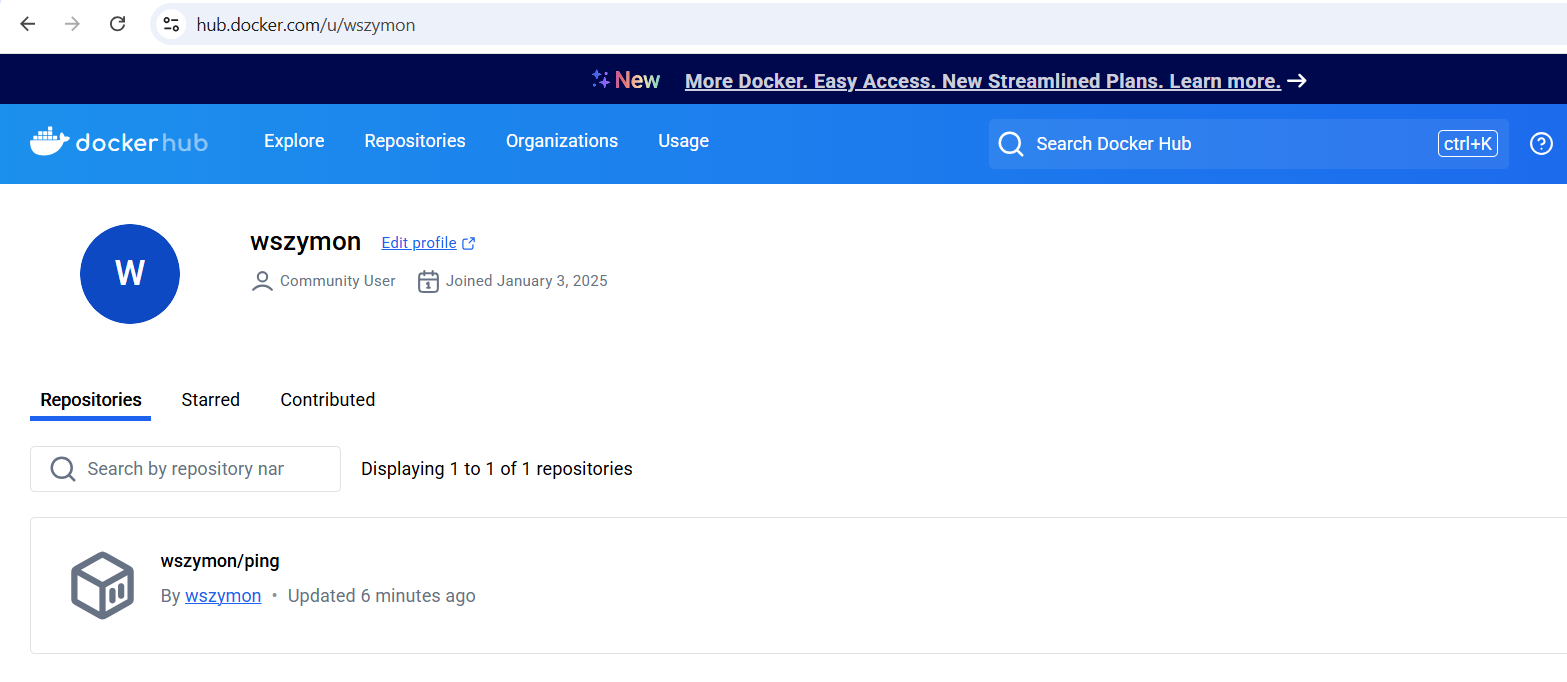 hub.docker.com/u/wszymon
New More Docker. Easy Access. New Streamlined Plans. Learn more. →
docker hub Explore Repositories Organizations Usage Search Docker Hub ctrl+K ?
W
wszymon Edit profile
Community User 1 Joined January 3, 2025
Repositories Starred Contributed
Search by repository nar Displaying 1 to 1 of 1 repositories
wszymon/ping
By wszymon • Updated 6 minutes ago